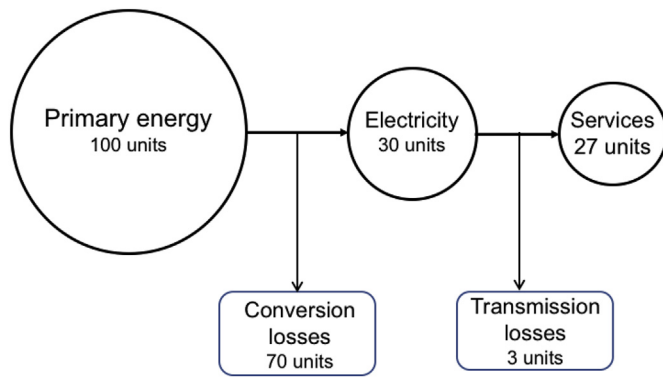 Primary energy
100 units
Electricity
30 units
Services
27 units
Conversion
losses
70 units
Transmission
losses
3 units